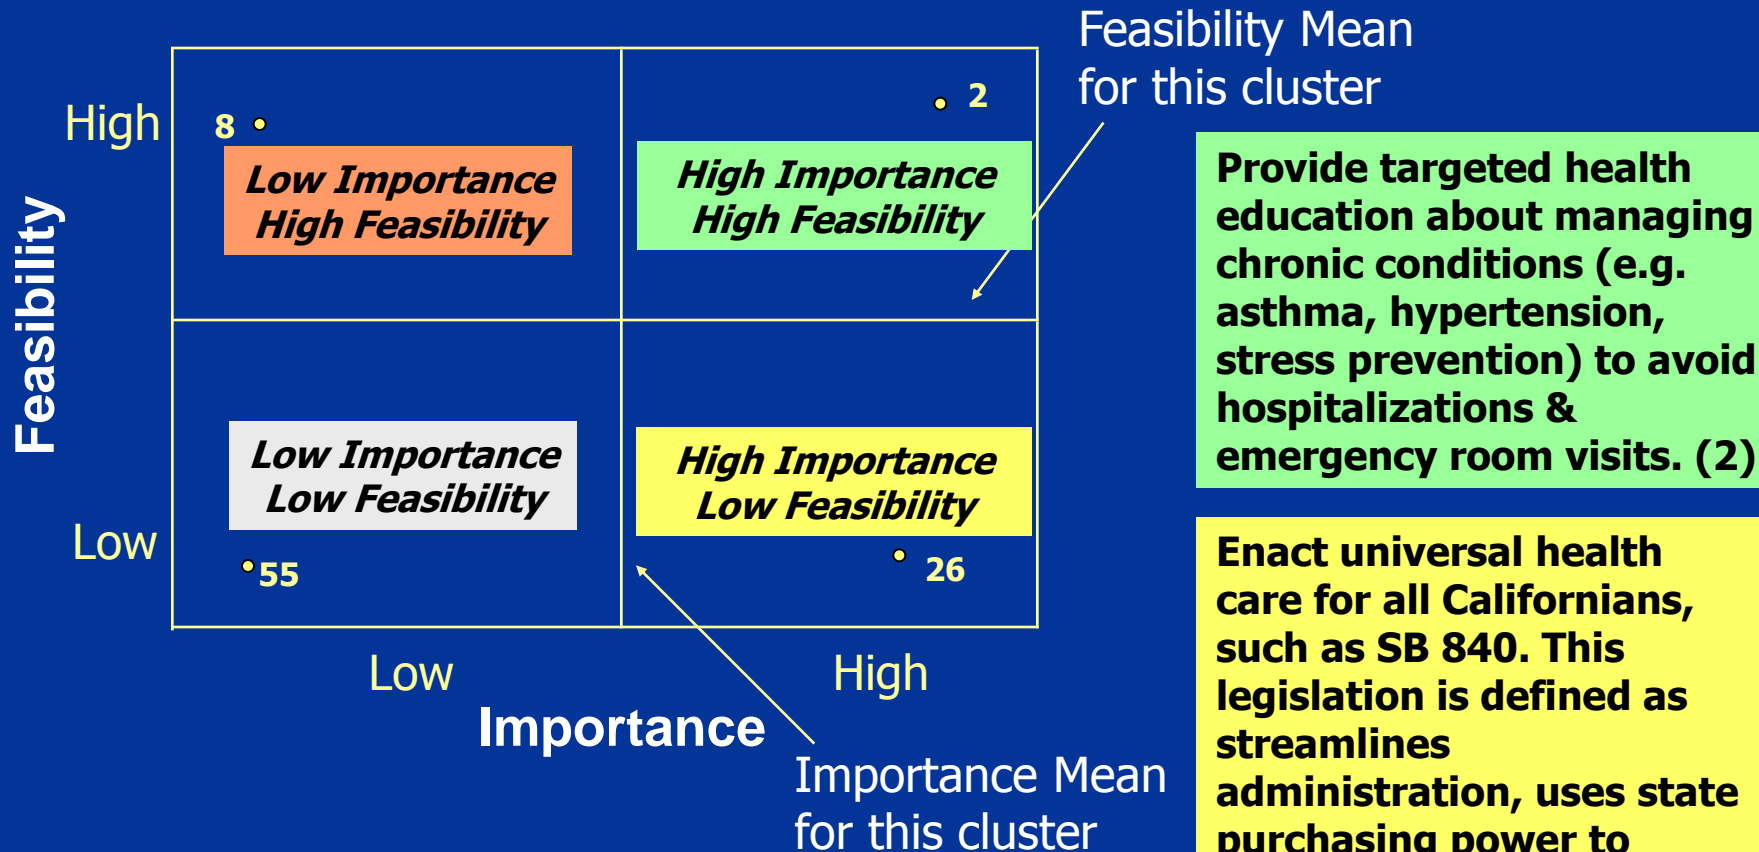 Feasibility Mean
for this cluster
High
8
2
Low Importance
High Feasibility
High Importance
High Feasibility
Feasibility
Low Importance
Low Feasibility
High Importance
Low Feasibility
Low
55
26
Low
High
Importance
Importance Mean
for this cluster
Provide targeted health
education about managing
chronic conditions (e.g.
asthma, hypertension,
stress prevention) to avoid
hospitalizations &
emergency room visits. (2)
Enact universal health
care for all Californians,
such as SB 840. This
legislation is defined as
streamlines
administration, uses state
purchasing power to